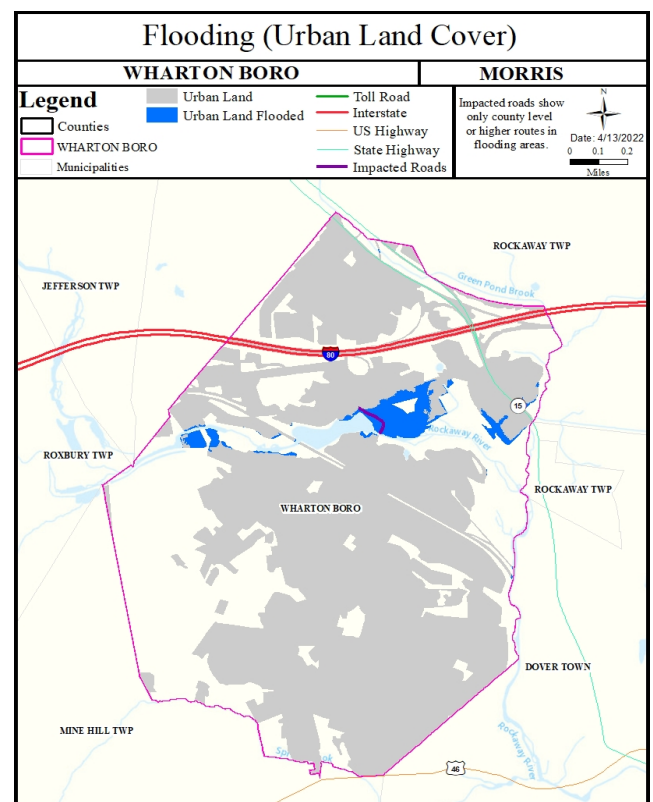 Flooding (Urban Land Cover)
WHARTON BORO
MORRIS
Legend
Counties
WHARTON BORO
Municipalities
Urban Land
Urban Land Flooded
Toll Road
Interstate
US Highway
State Highway
Impacted Roads
Impacted roads show
only county level
or higher routes in
flooding areas.
N
Date: 4/13/2022
0 0.1 0.2
Miles
ROCKAWAY TWP
JEFFERSON TWP
Green Pond Brook
80
15
Rockaway River
ROXBURY TWP
ROCKAWAY TWP
WHARTON BORO
DOVER TOWN
MINE HILL TWP
Rockaway River
46